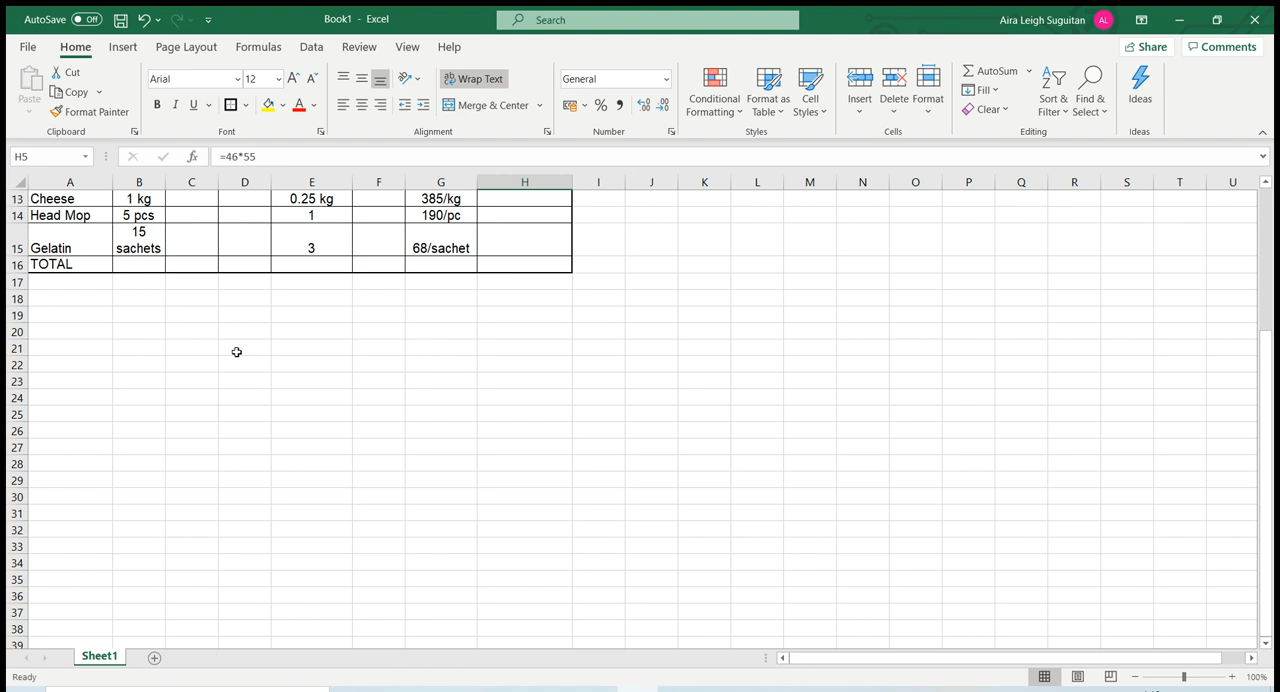 AutoSave Off Book1 - Excel Search Aira Leigh Suguitan AL
File Home Insert Page Layout Formulas Data Review View Help Share Comments
Paste Cut Copy Format Painter Clipboard
Arial 12 B I U A Font
Wrap Text Merge & Center Alignment
General % Number
Conditional Formatting Format as Table Cell Styles Styles
Insert Delete Format Cells
AutoSum Fill Clear Sort & Filter Find & Select Editing
Ideas Ideas
H5 fx =46*55
A B C D E F G H I J K L M N O P Q R S T U
13 Cheese 1 kg 0.25 kg 385/kg
14 Head Mop 5 pcs 1 190/pc
15
15 Gelatin sachets 3 68/sachet
16 TOTAL
17
18
19
20
21
22
23
24
25
26
27
28
29
30
31
32
33
34
35
36
37
38
39
Sheet1
Ready 100%